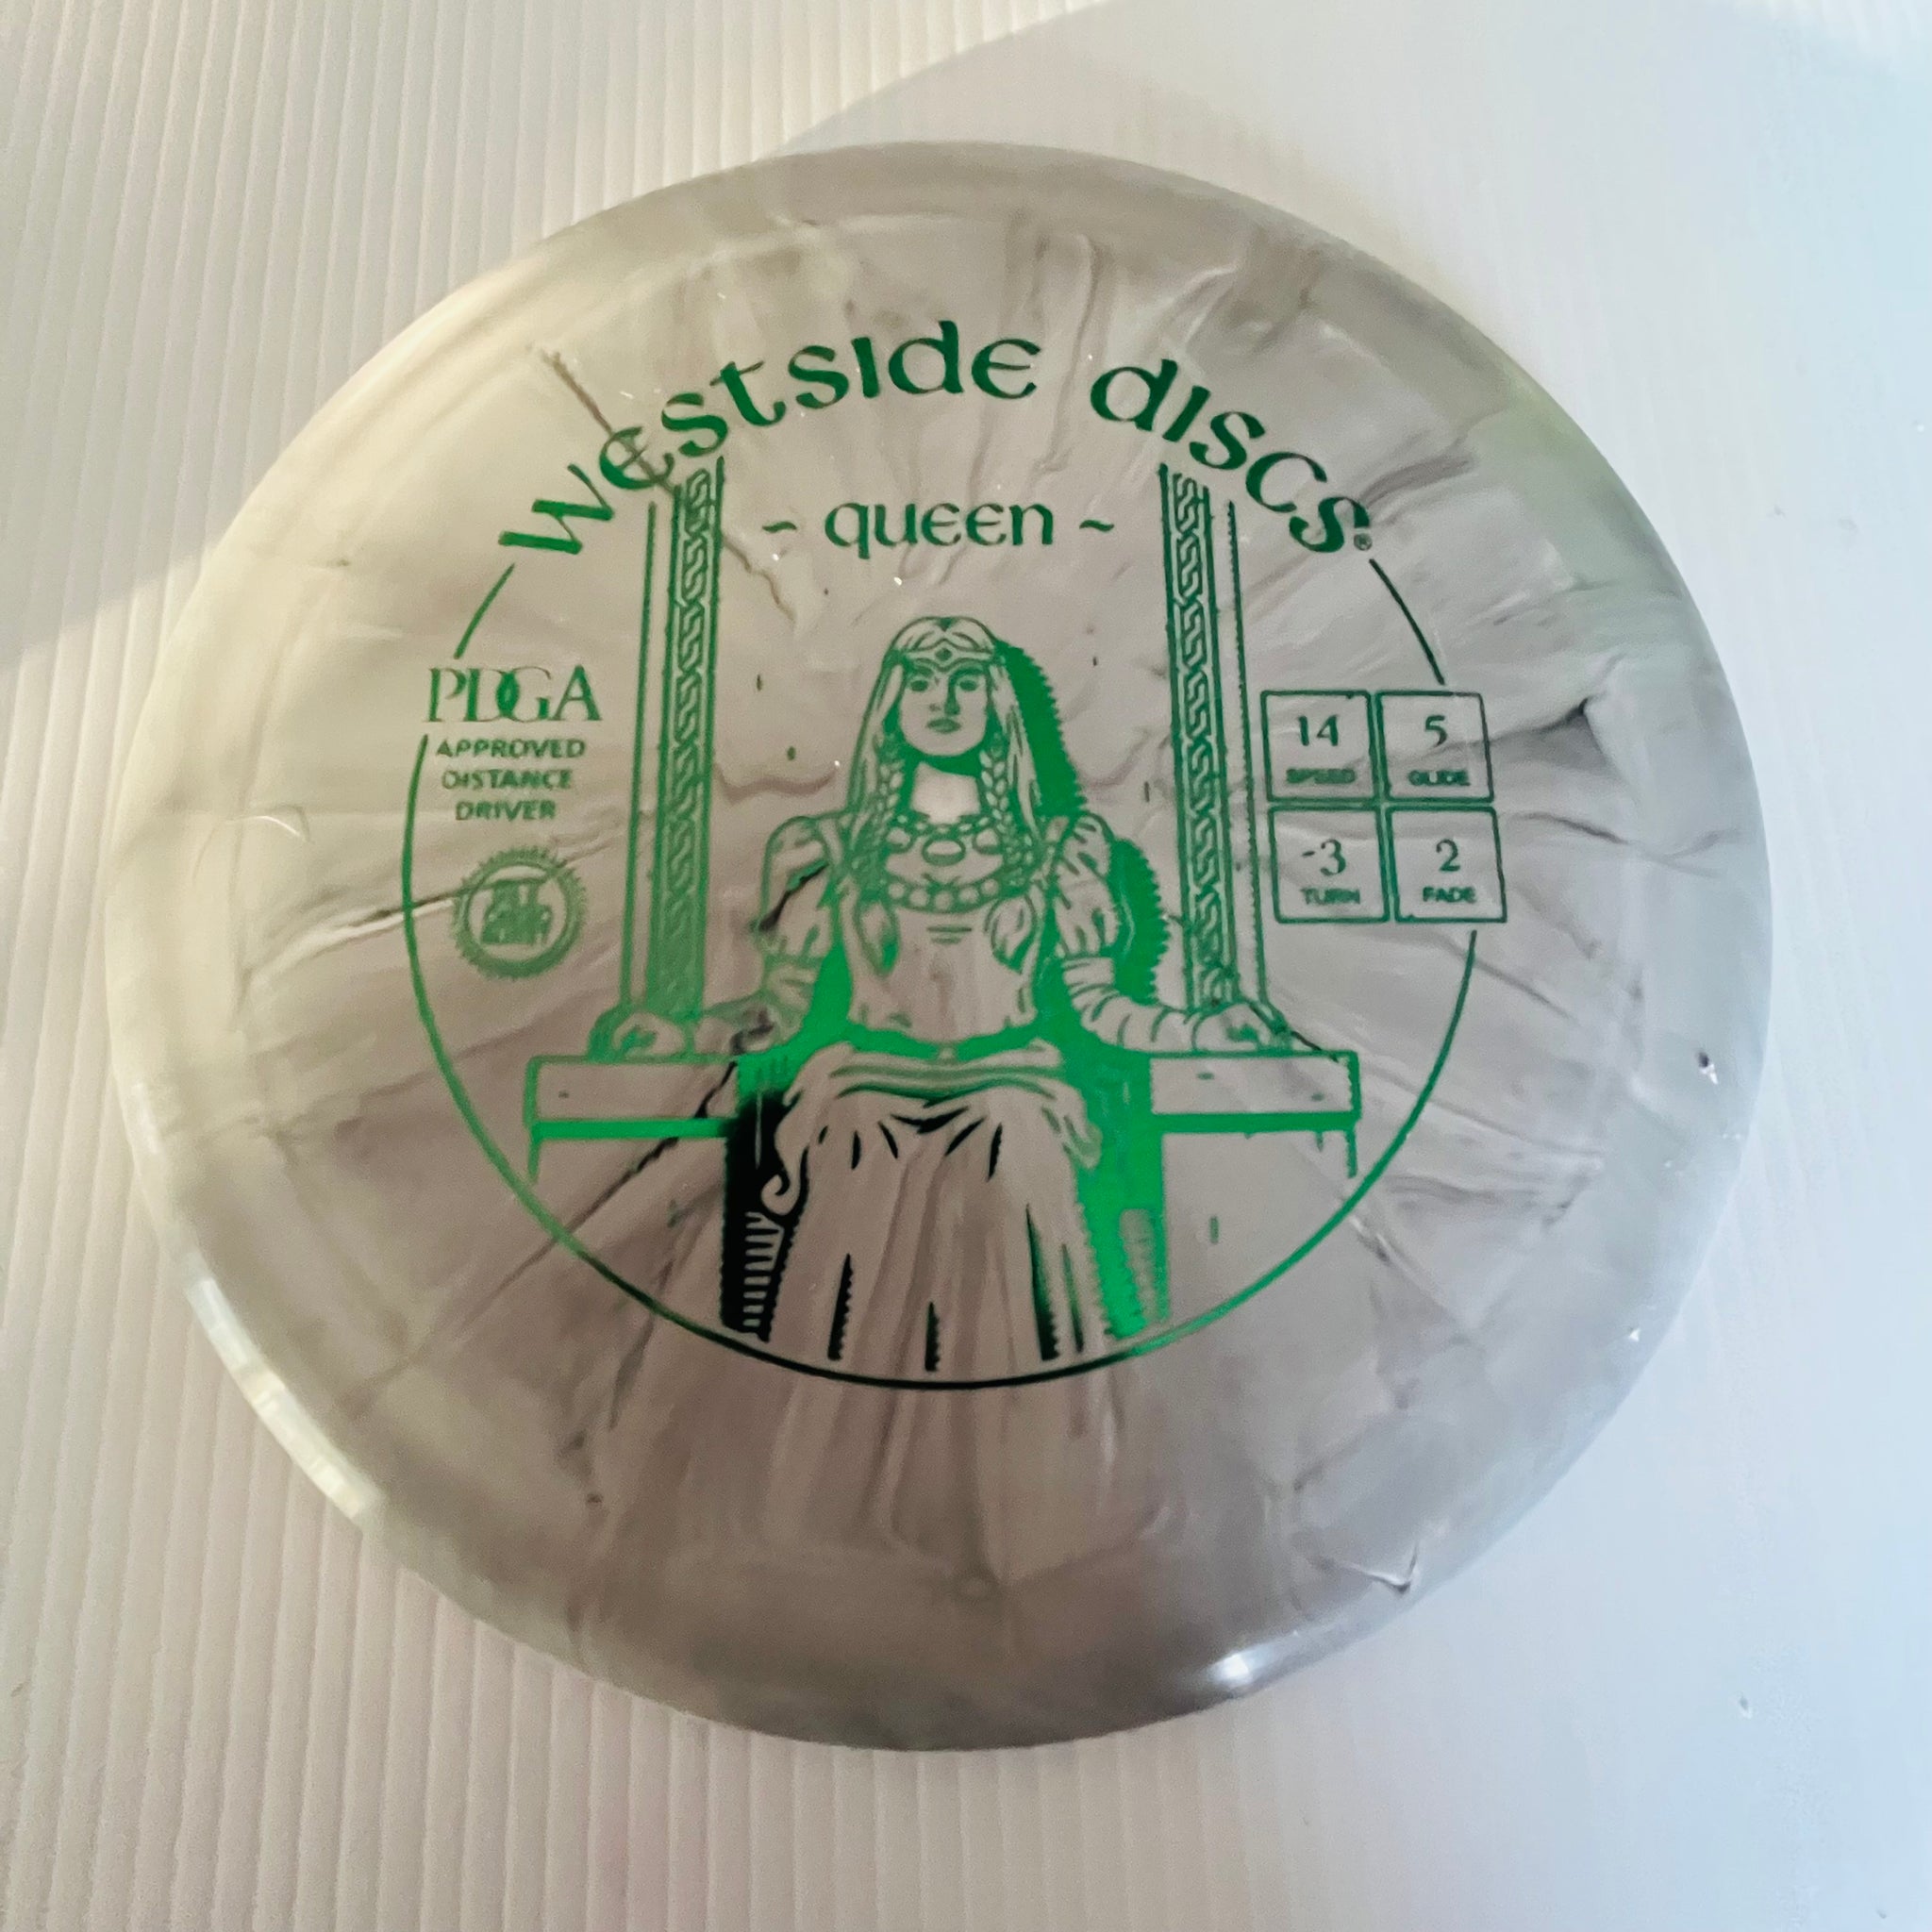 Westside Discs®
~ Queen ~
PDGA
APPROVED
DISTANCE
DRIVER
14
SPEED
5
GLIDE
-3
TURN
2
FADE